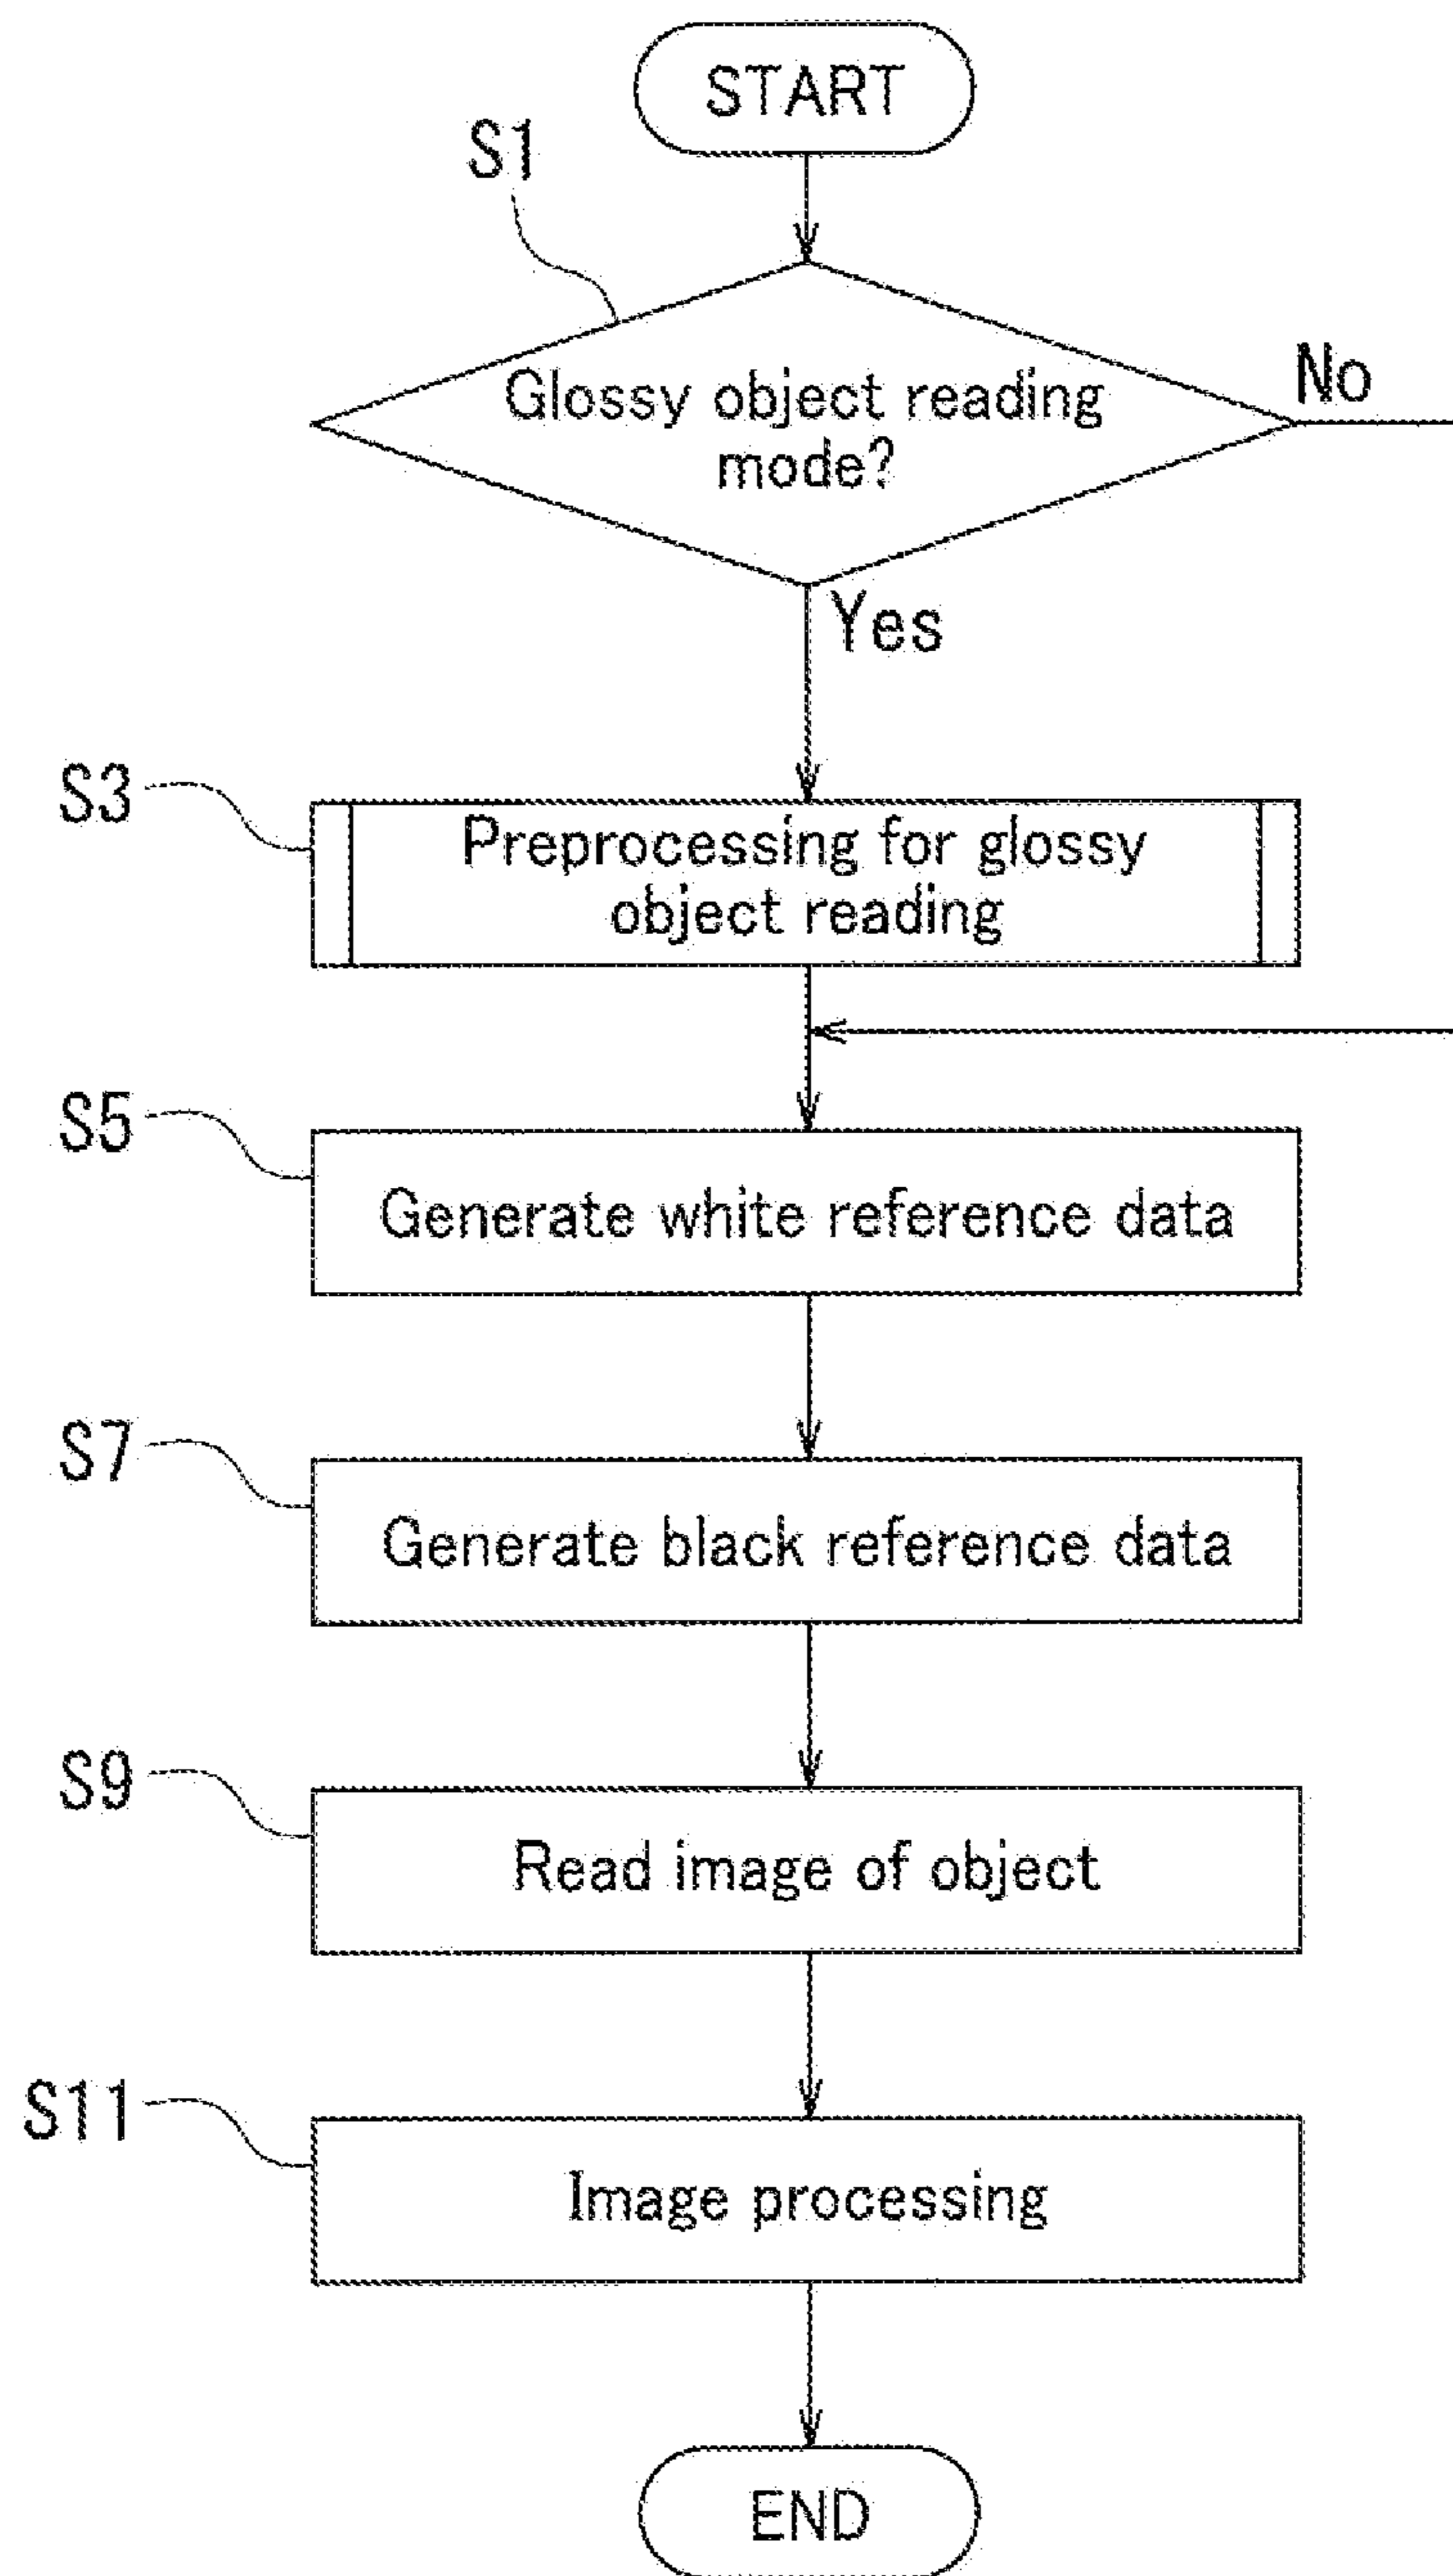 START
S1
Glossy object reading
mode?
No
Yes
S3
Preprocessing for glossy
object reading
S5
Generate white reference data
S7
Generate black reference data
S9
Read image of object
S11
Image processing
END